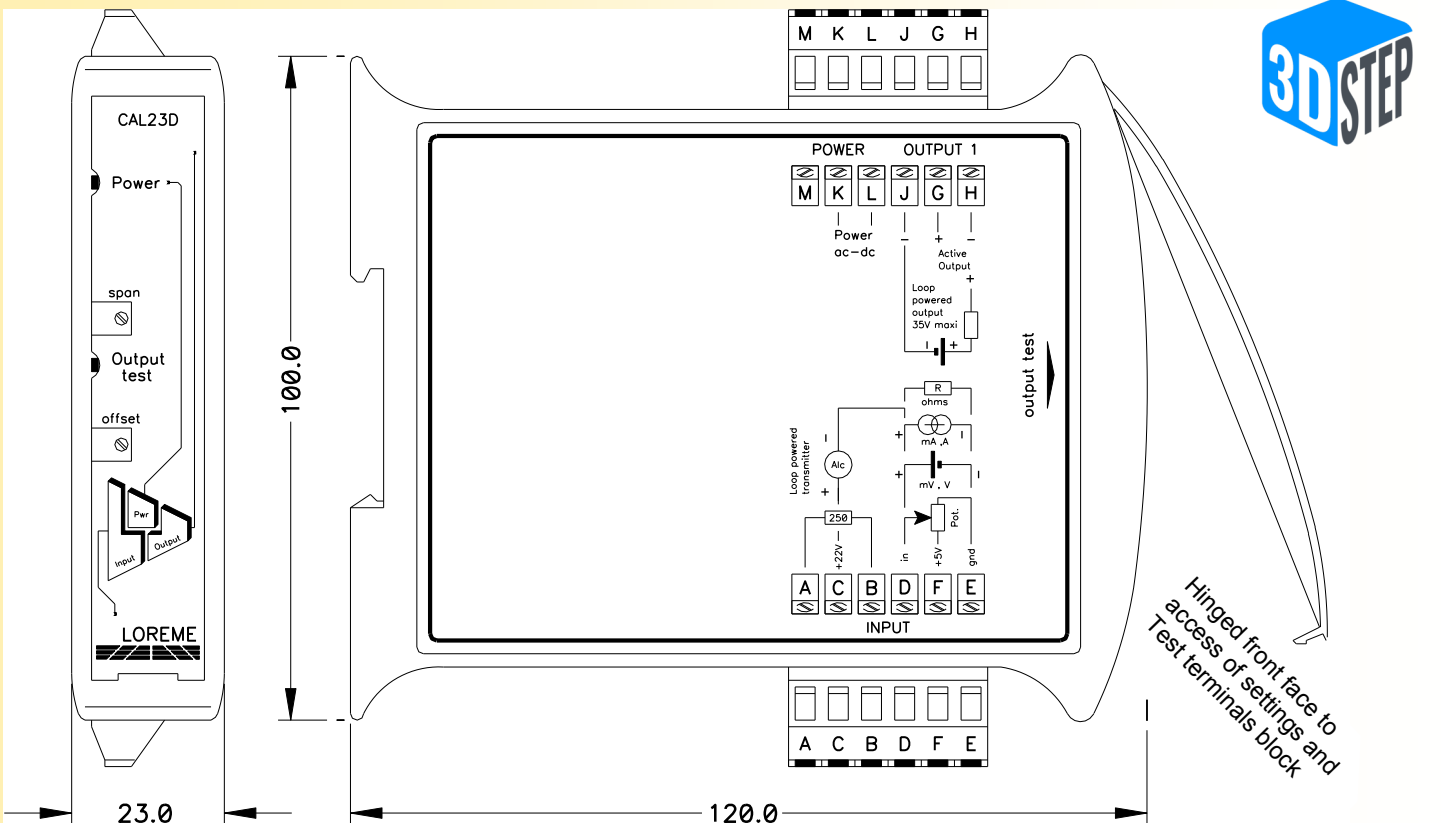 3D STEP
M K L J G H
CAL23D
Power
span
Output
test
offset
Pwr
Input
Output
LOREME
23.0
100.0
120.0
POWER OUTPUT 1
M K L J G H
Power
ac-dc
- + -
Active
Output
+
Loop
powered
output
35V maxi
- +
output test
R
ohms
+ -
mA ,A
+ -
mV , V
Loop powered
transmitter
-
Alc
+
250
Pot.
+22V
in
+5V
gnd
A C B D F E
INPUT
A C B D F E
Hinged front face to
access of settings and
Test terminals block